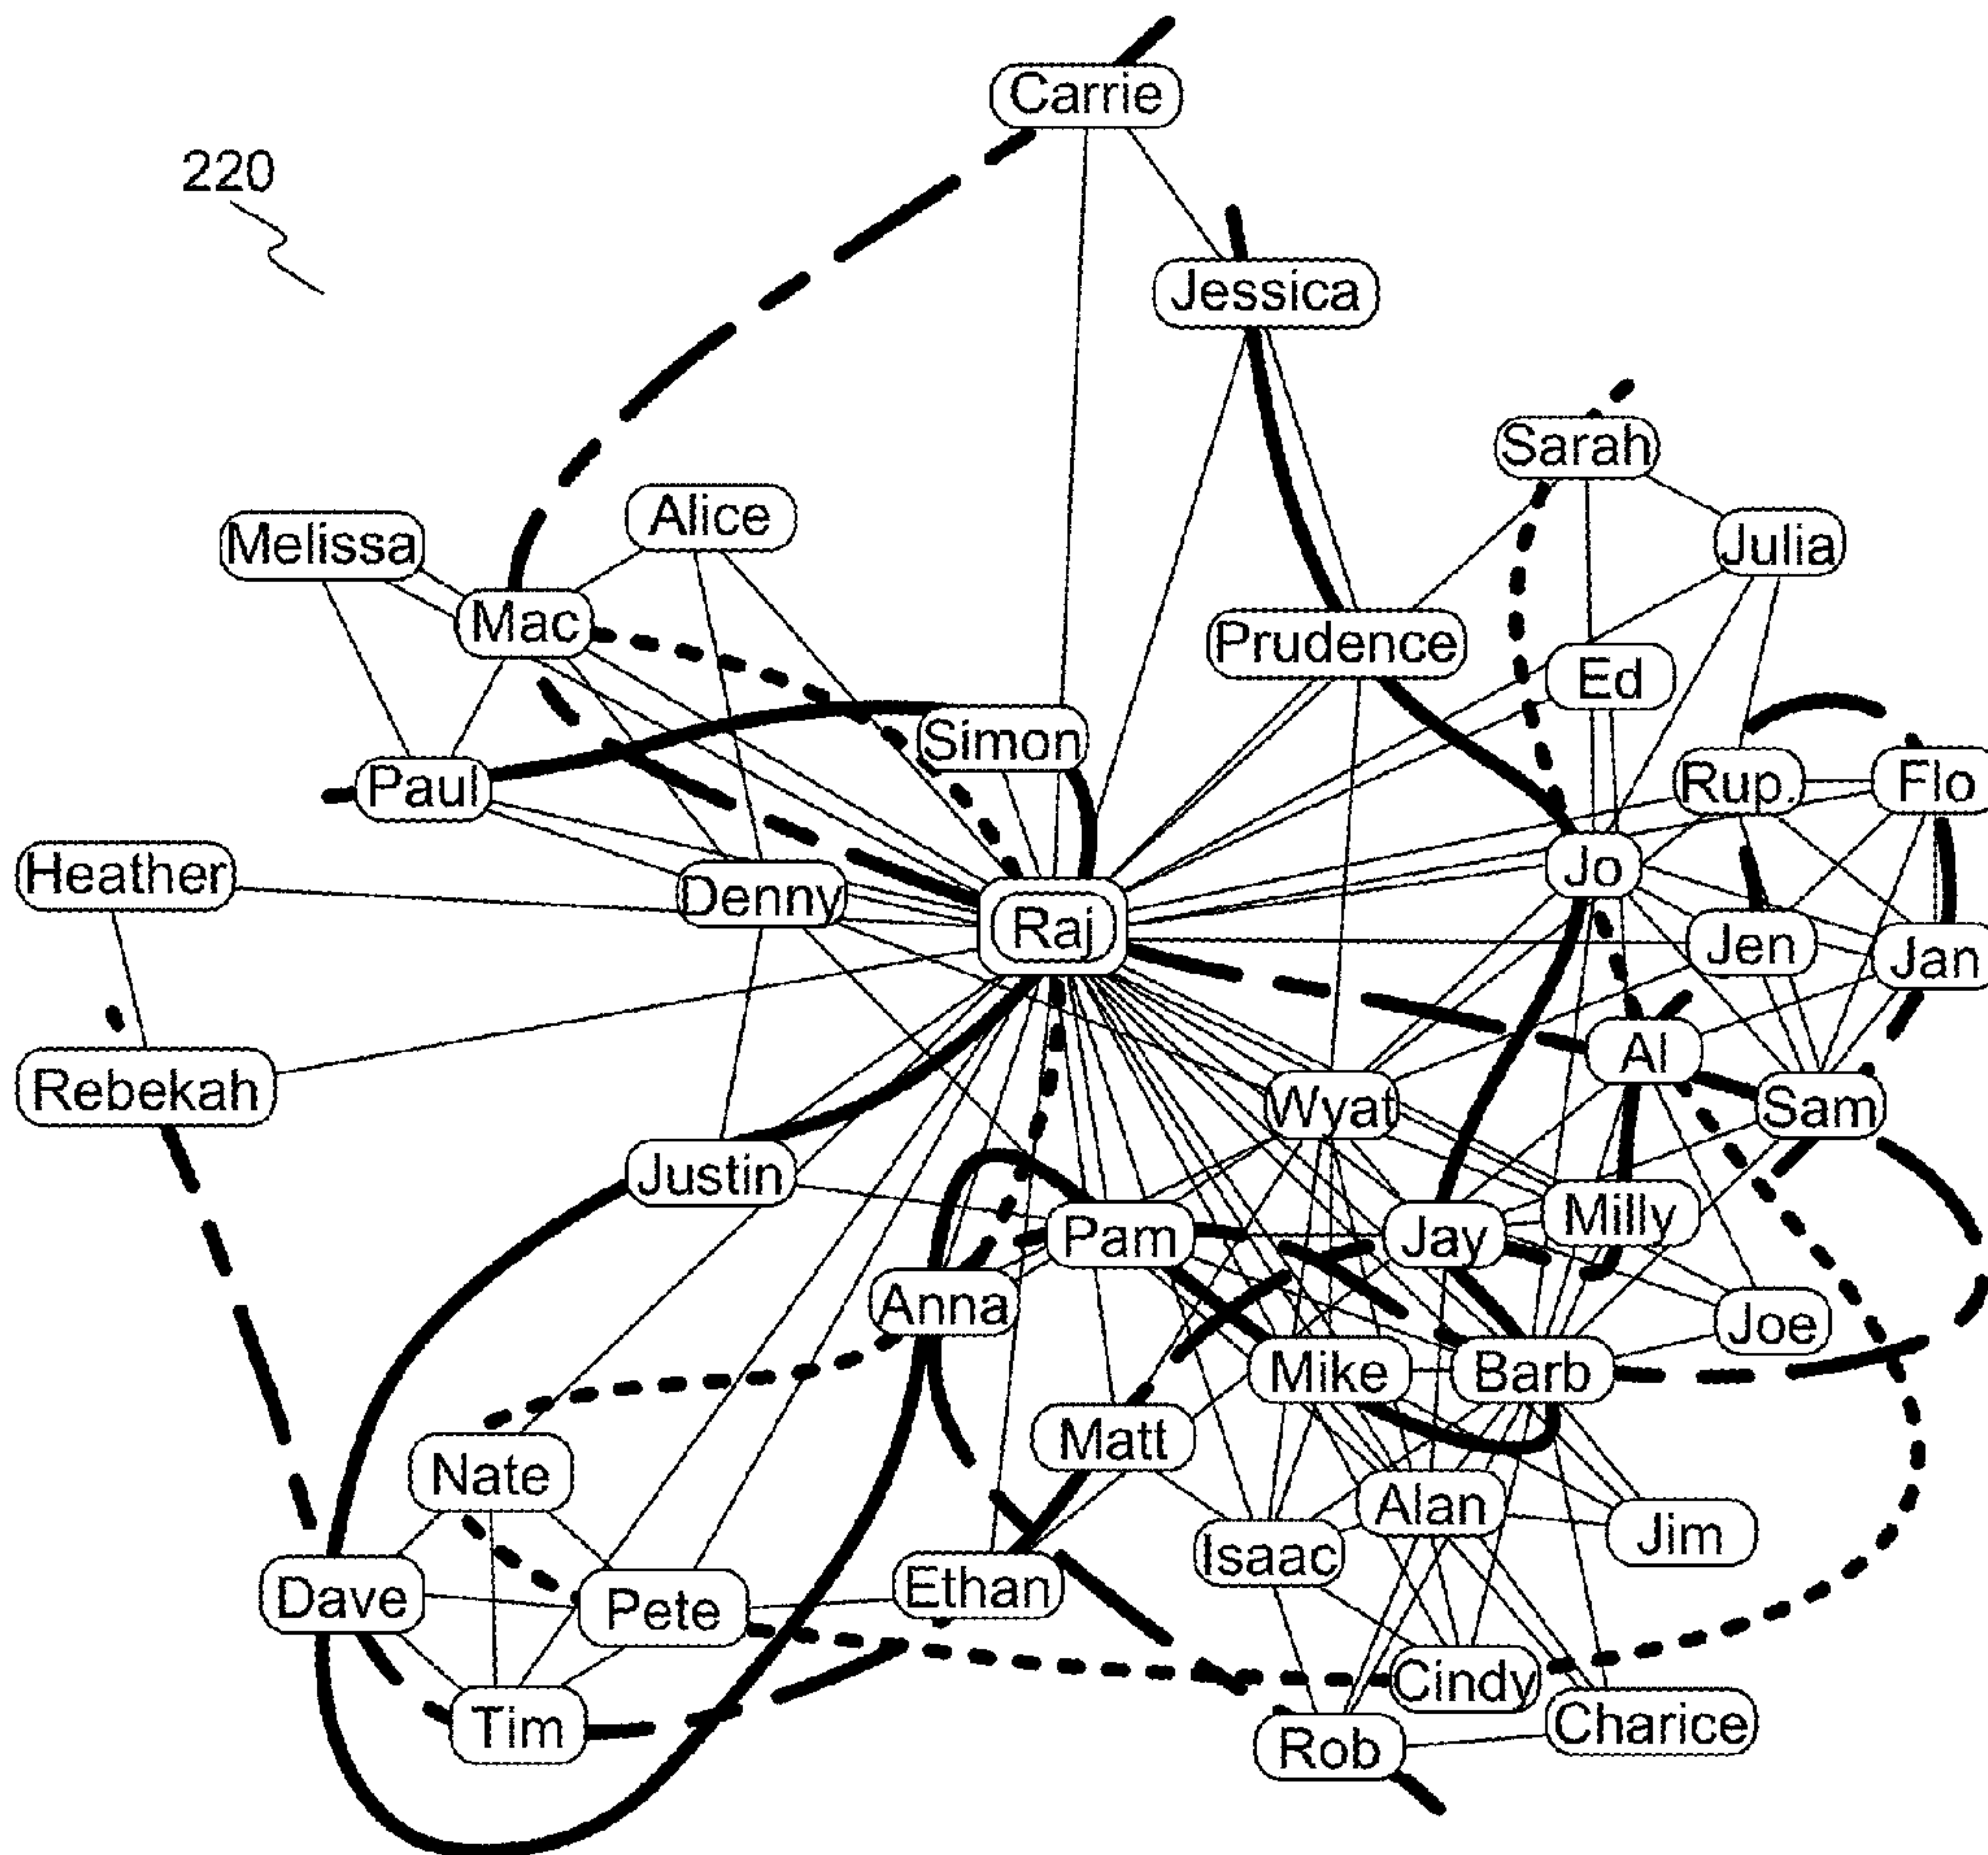 Carrie
220
Jessica
Sarah
Alice
Melissa
Julia
Mac
Prudence
Ed
Simon
Paul
Rup.
Flo
Heather
Denny
Jo
Raj
Jen
Jan
Al
Rebekah
Wyat
Sam
Justin
Milly
Pam
Jay
Anna
Joe
Mike
Barb
Matt
Nate
Alan
Jim
Isaac
Ethan
Dave
Pete
Cindy
Tim
Charice
Rob